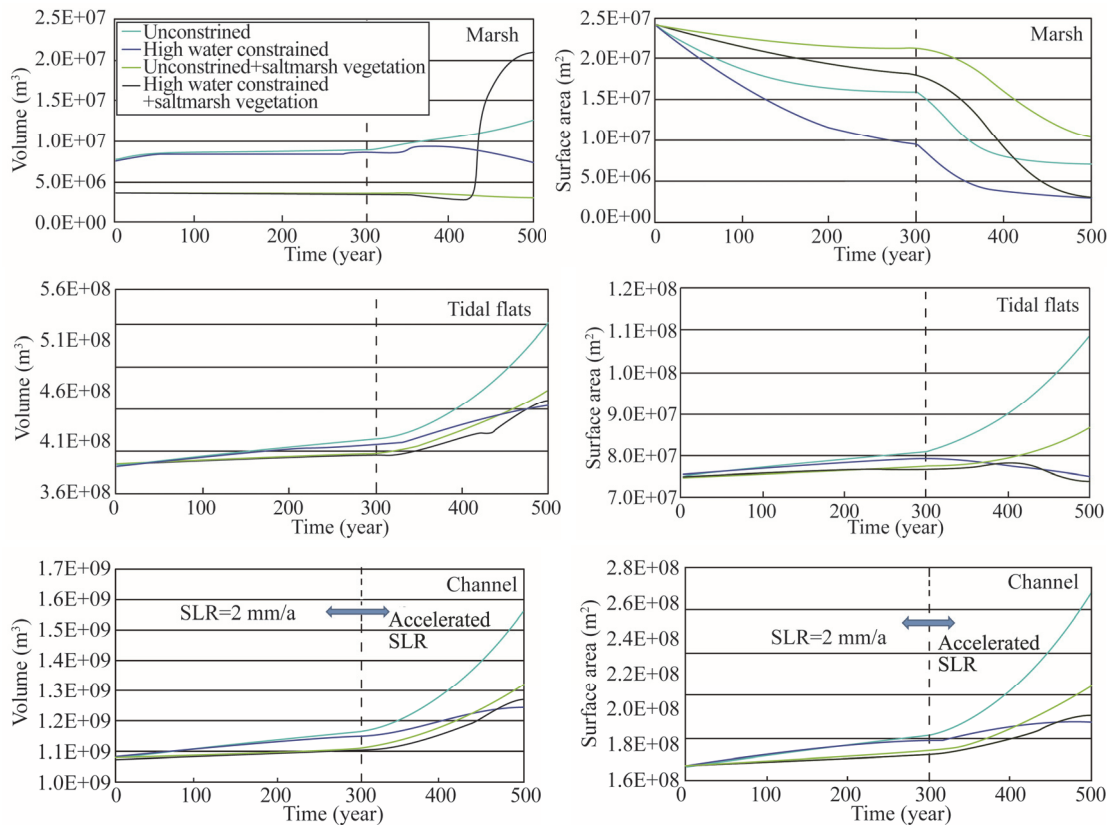 2.5E+07
2.0E+07
1.5E+07
1.0E+07
5.0E+06
0.0E+00
Volume (m³)
Unconstrined
High water constrained
Unconstrined+saltmarsh vegetation
High water constrained
+saltmarsh vegetation
Marsh
0
100
200
300
400
500
Time (year)
2.5E+07
2.0E+07
1.5E+07
1.0E+07
5.0E+06
0.0E+00
Surface area (m²)
Marsh
0
100
200
300
400
500
Time (year)
5.6E+08
5.1E+08
4.6E+08
4.1E+08
3.6E+08
Volume (m³)
Tidal flats
0
100
200
300
400
500
Time (year)
1.2E+08
1.1E+08
1.0E+08
9.0E+07
8.0E+07
7.0E+07
Surface area (m²)
Tidal flats
0
100
200
300
400
500
Time (year)
1.7E+09
1.6E+09
1.5E+09
1.4E+09
1.3E+09
1.2E+09
1.1E+09
1.0E+09
Volume (m³)
Channel
SLR=2 mm/a
Accelerated
SLR
0
100
200
300
400
500
Time (year)
2.8E+08
2.6E+08
2.4E+08
2.2E+08
2.0E+08
1.8E+08
1.6E+08
Surface area (m²)
Channel
SLR=2 mm/a
Accelerated
SLR
0
100
200
300
400
500
Time (year)